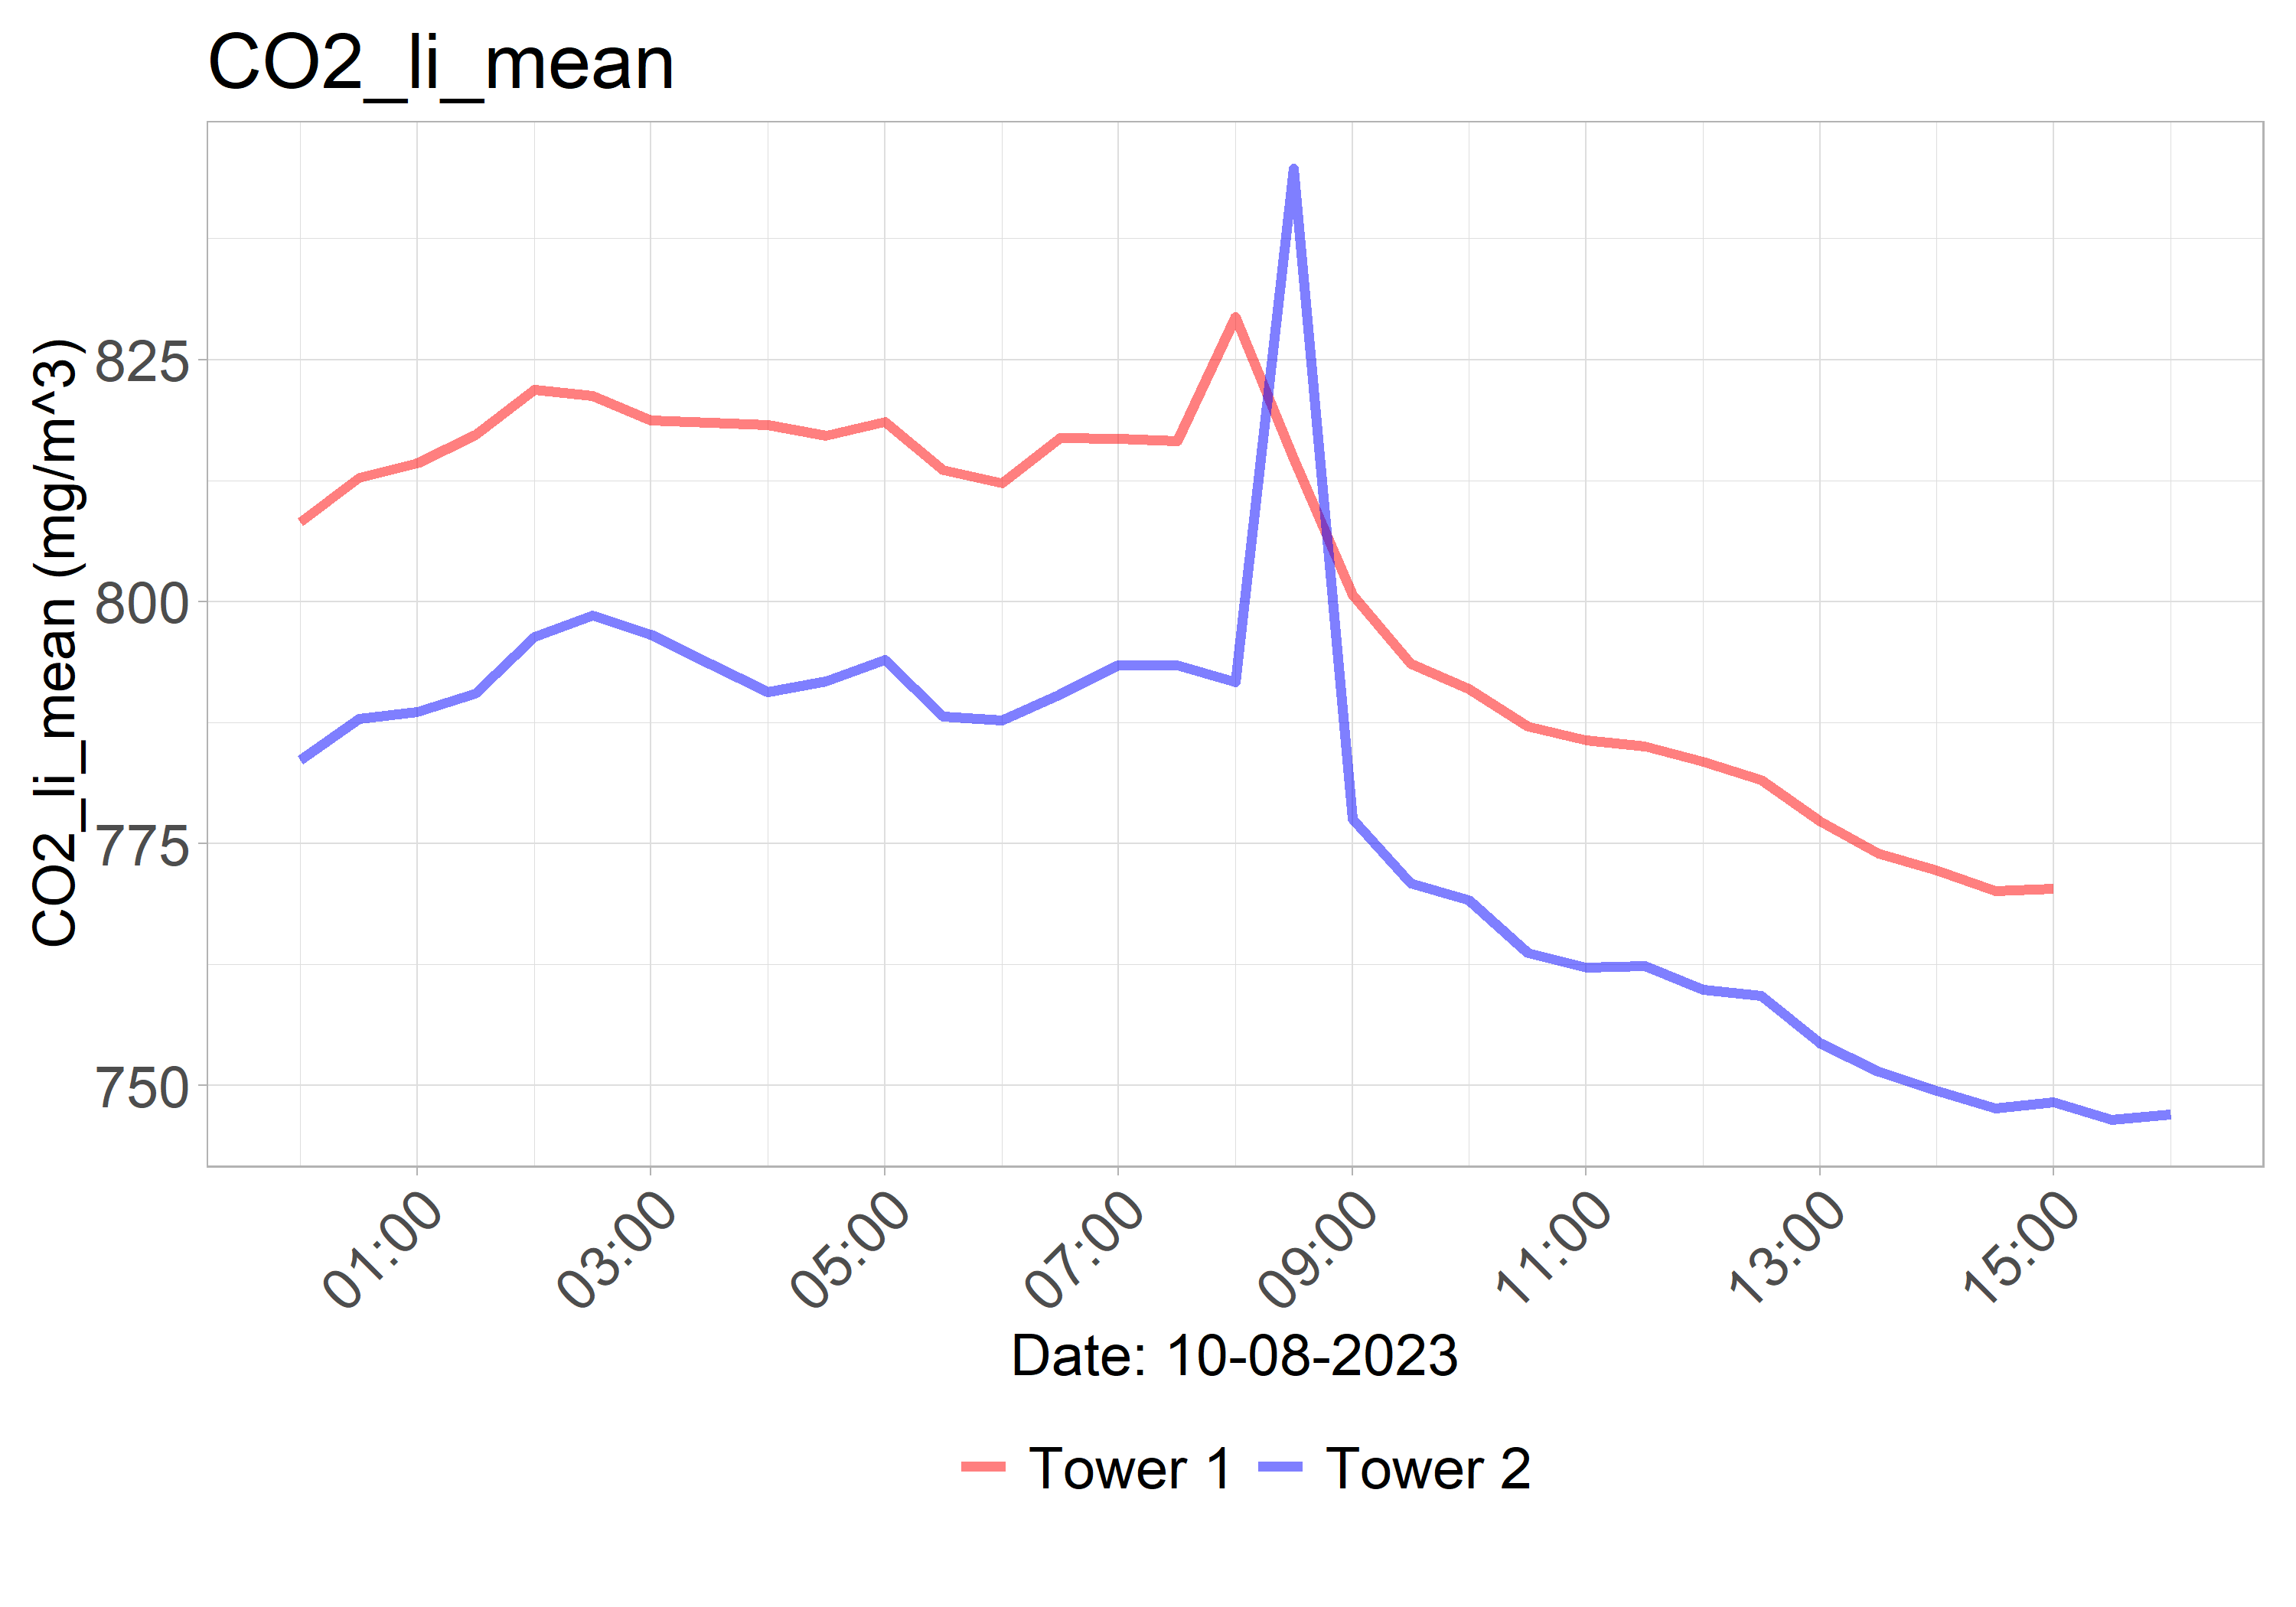 CO2_li_mean
CO2_li_mean (mg/m^3)
825
800
775
750
01:00 03:00 05:00 07:00 09:00 11:00 13:00 15:00
Date: 10-08-2023
Tower 1 Tower 2